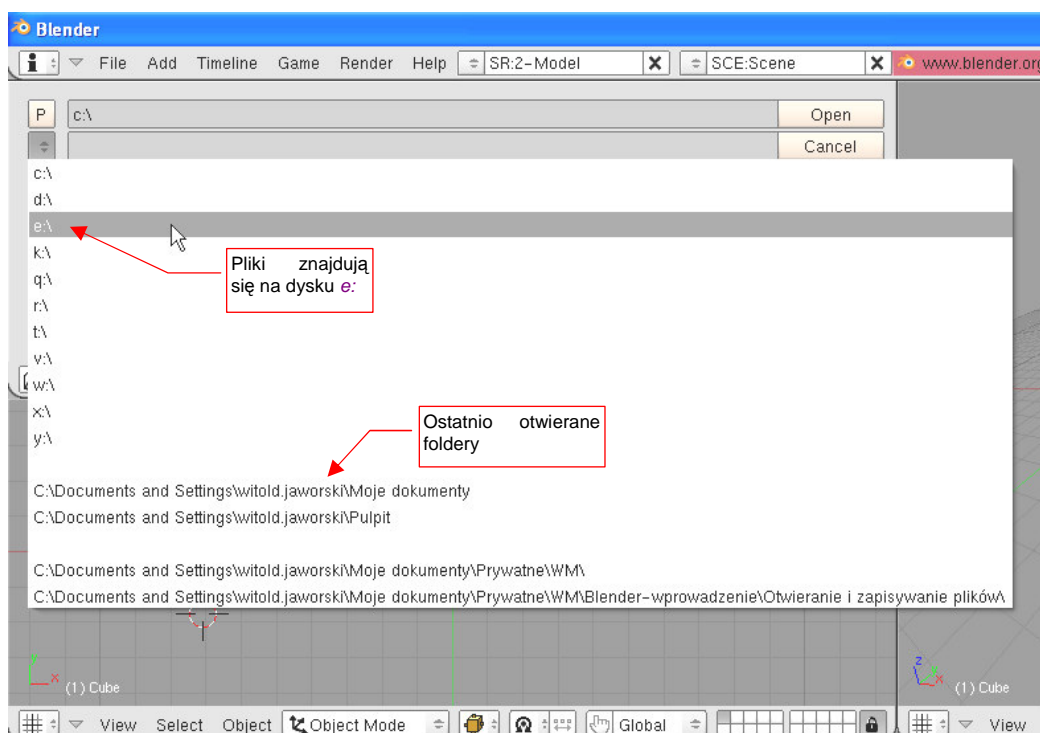 Blender
File Add Timeline Game Render Help SR:2-Model SCE:Scene www.blender.org
P c:\ Open
Cancel
c:\
d:\
e:\
k:\
Pliki znajdują
się na dysku e:
q:\
r:\
t:\
v:\
w:\
x:\
y:\
Ostatnio otwierane
foldery
C:\Documents and Settings\witold.jaworski\Moje dokumenty
C:\Documents and Settings\witold.jaworski\Pulpit
C:\Documents and Settings\witold.jaworski\Moje dokumenty\Prywatne\WM\
C:\Documents and Settings\witold.jaworski\Moje dokumenty\Prywatne\WM\Blender-wprowadzenie\Otwieranie i zapisywanie plików\
y
x
(1) Cube
z
y
x
(1) Cube
View Select Object Object Mode Global View